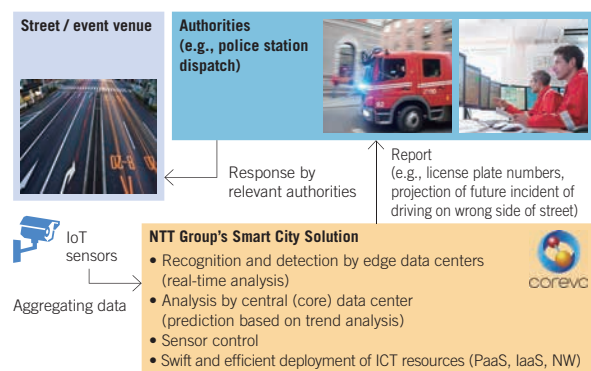 Street / event venue
Authorities
(e.g., police station
dispatch)
Response by
relevant authorities
Report
(e.g., license plate numbers,
projection of future incident of
driving on wrong side of street)
IoT
sensors
Aggregating data
NTT Group's Smart City Solution
• Recognition and detection by edge data centers
(real-time analysis)
• Analysis by central (core) data center
(prediction based on trend analysis)
• Sensor control
• Swift and efficient deployment of ICT resources (PaaS, IaaS, NW)
corevo